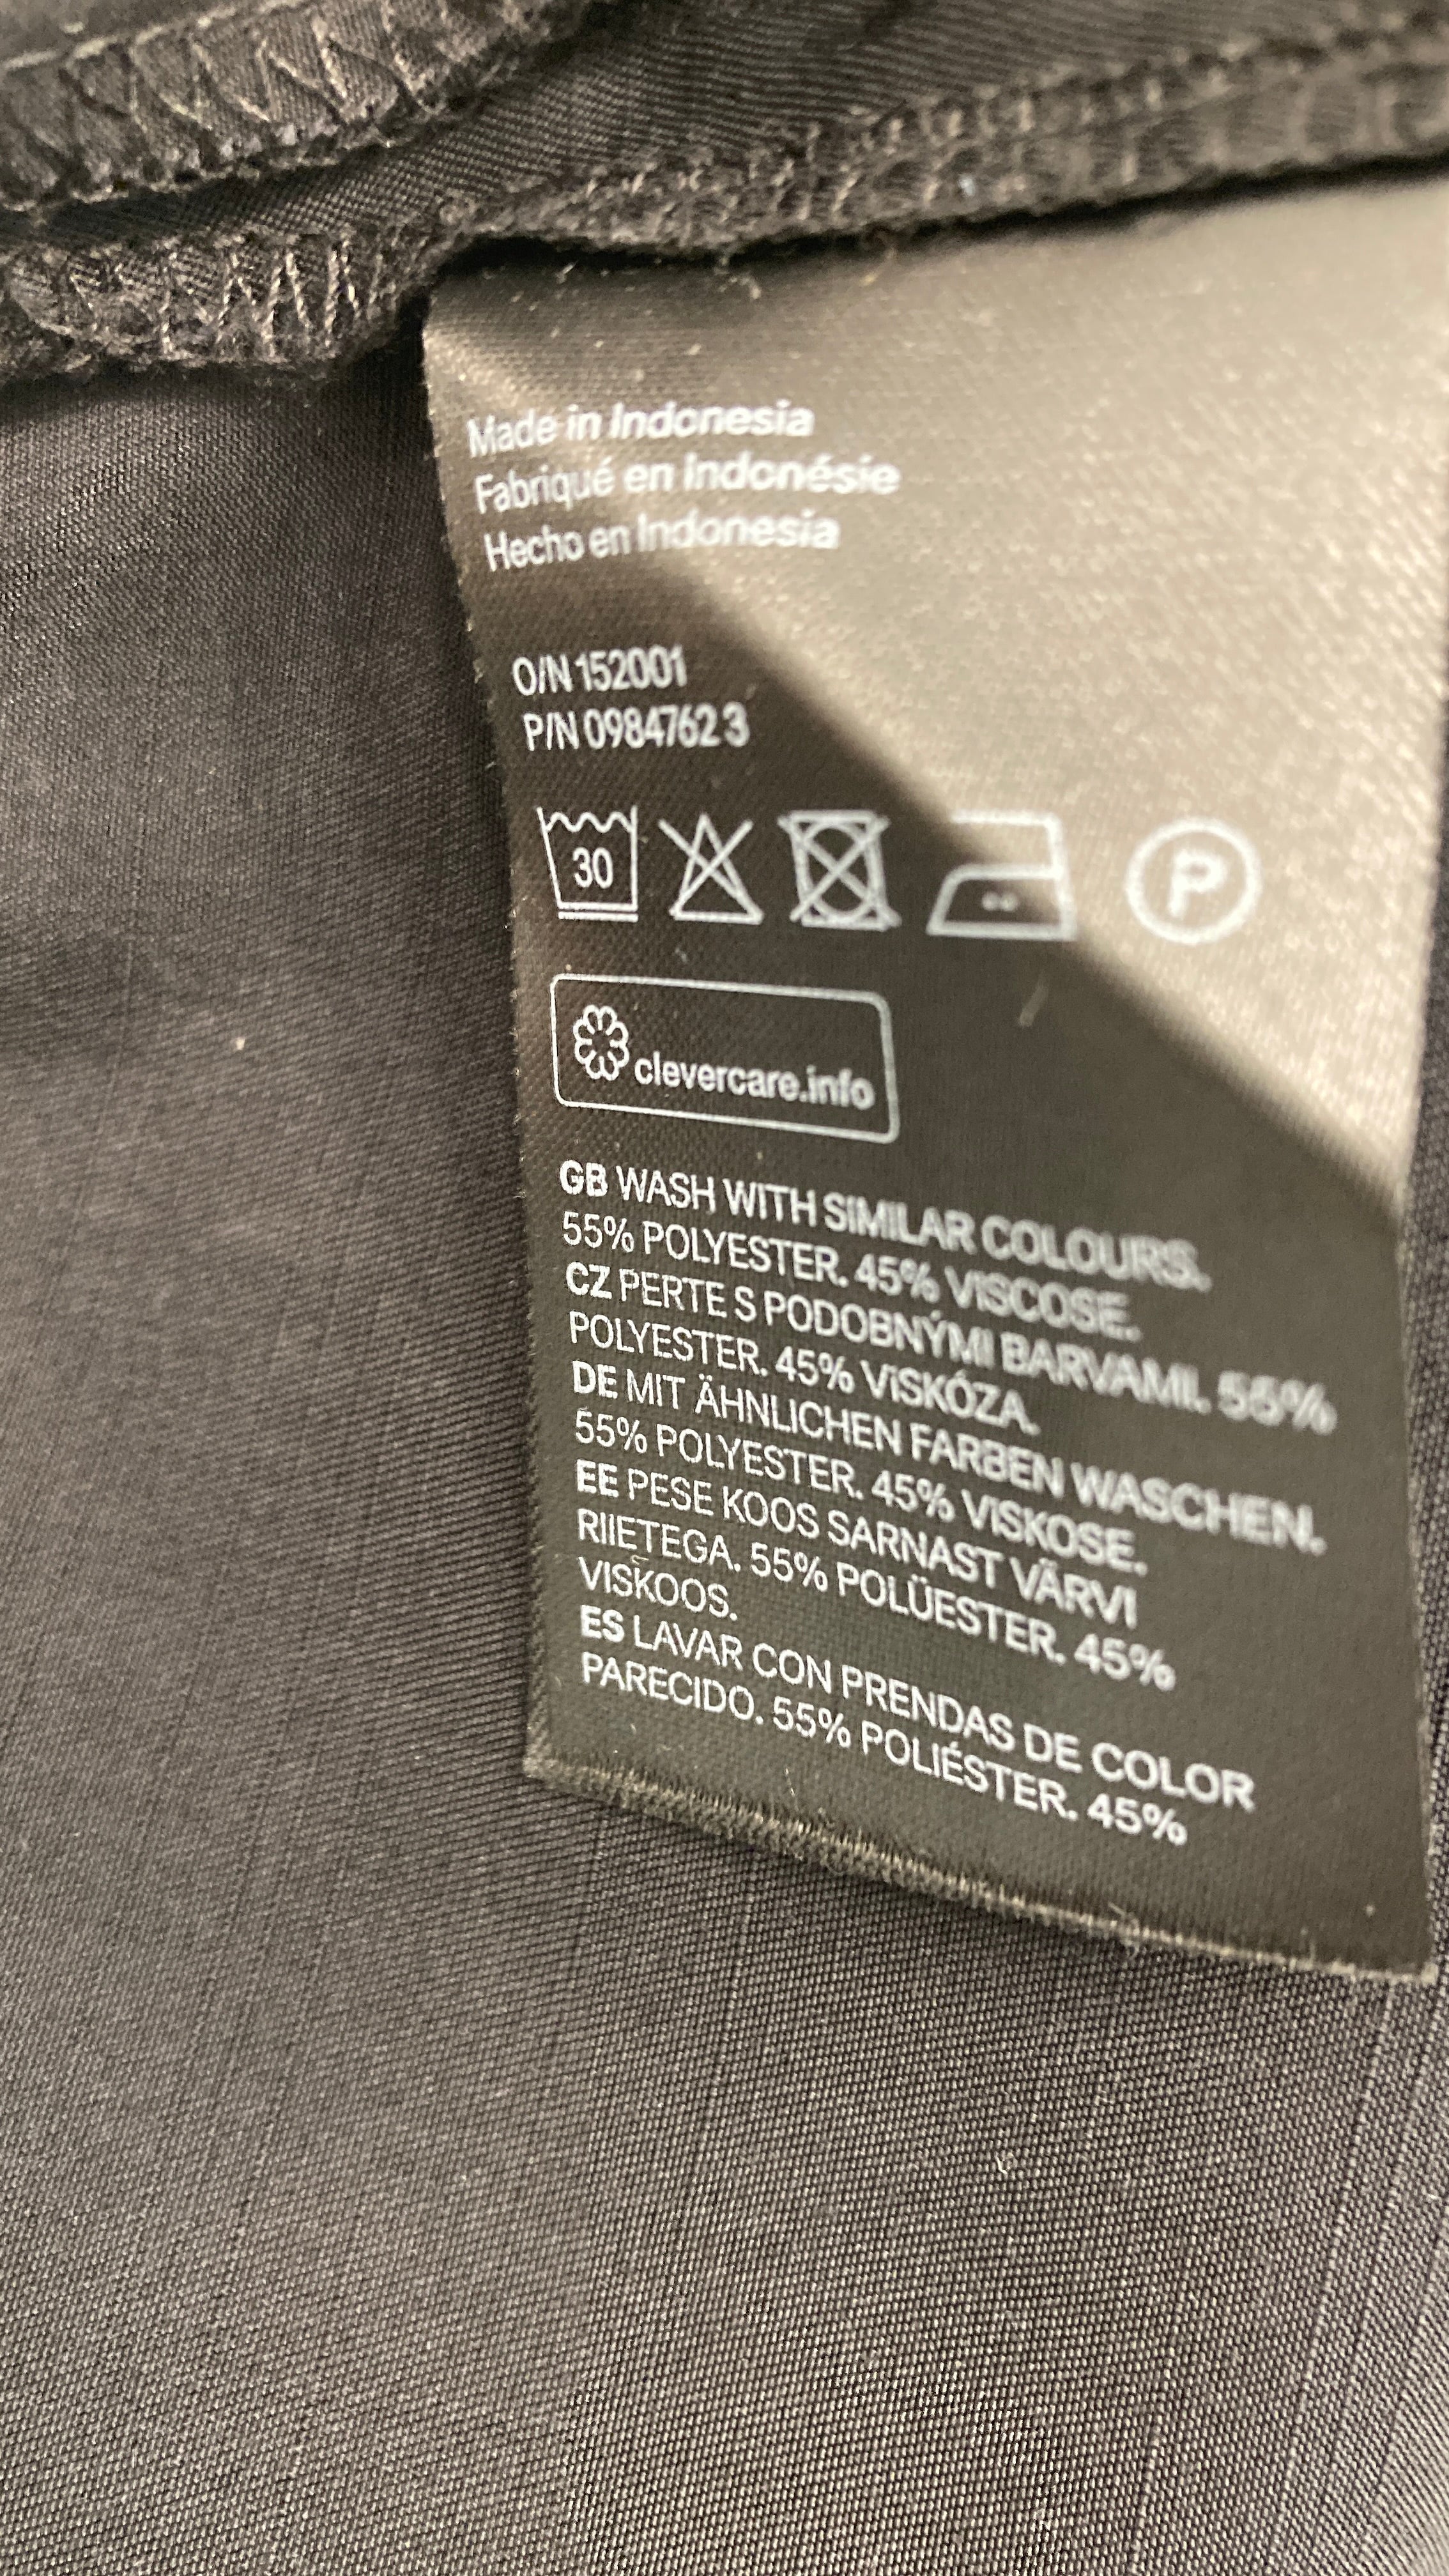 Made in Indonesia
Fabriqué en Indonésie
Hecho en Indonesia
O/N 152001
P/N 0984762 3
30
P
clevercare.info
GB WASH WITH SIMILAR COLOURS.
55% POLYESTER. 45% VISCOSE.
CZ PERTE S PODOBNÝMI BARVAMI. 55%
POLYESTER. 45% VISKÓZA.
DE MIT ÄHNLICHEN FARBEN WASCHEN.
55% POLYESTER. 45% VISKOSE.
EE PESE KOOS SARNAST VÄRVI
RIIETEGA. 55% POLÜESTER. 45%
VISKOOS.
ES LAVAR CON PRENDAS DE COLOR
PARECIDO. 55% POLIÉSTER. 45%